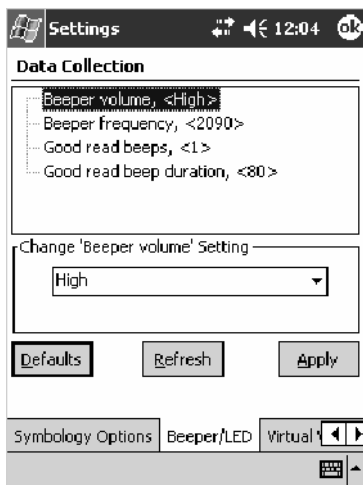 Settings 12:04 ok
Data Collection
Beeper volume, <High>
Beeper frequency, <2090>
Good read beeps, <1>
Good read beep duration, <80>
Change 'Beeper volume' Setting
High
Defaults Refresh Apply
Symbology Options Beeper/LED Virtual